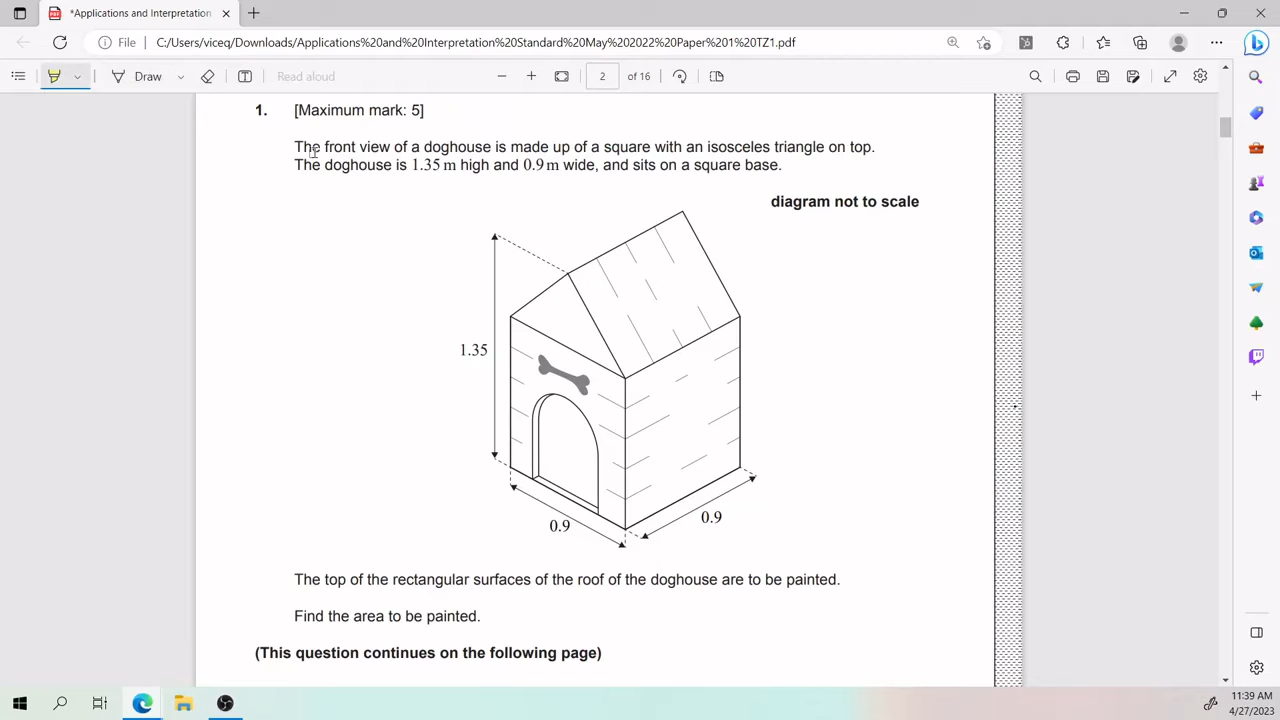 *Applications and Interpretation
File C:/Users/viceq/Downloads/Applications%20and%20Interpretation%20Standard%20May%202022%20Paper%201%20TZ1.pdf
Draw Read aloud 2 of 16
1. [Maximum mark: 5]
The front view of a doghouse is made up of a square with an isosceles triangle on top.
The doghouse is 1.35 m high and 0.9 m wide, and sits on a square base.
diagram not to scale
1.35
0.9
0.9
The top of the rectangular surfaces of the roof of the doghouse are to be painted.
Find the area to be painted.
(This question continues on the following page)
11:39 AM
4/27/2023